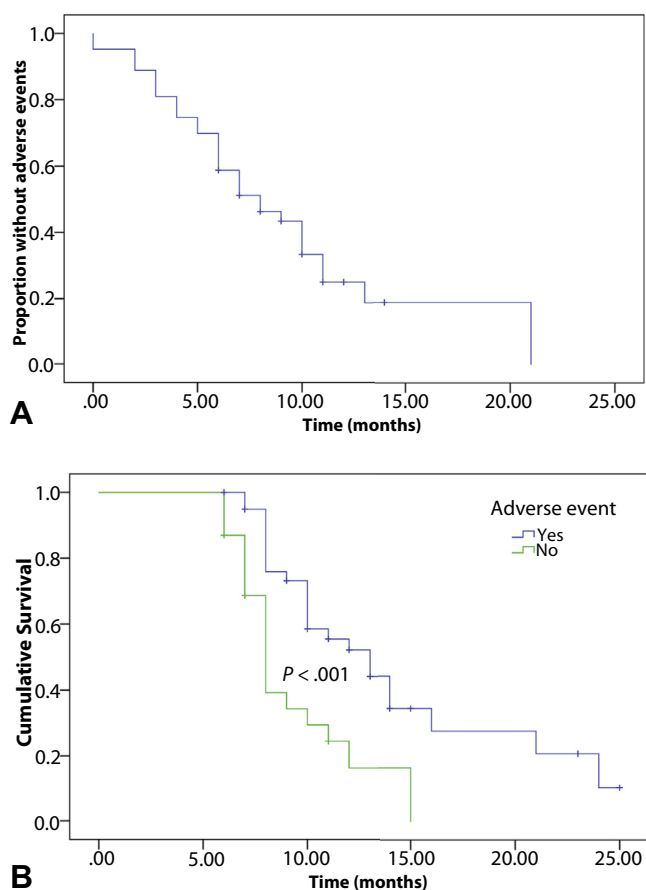 1.0
0.8
0.6
0.4
0.2
0.0
Proportion without adverse events
.00 5.00 10.00 15.00 20.00 25.00
Time (months)
A
1.0
0.8
0.6
0.4
0.2
0.0
Cumulative Survival
Adverse event
Yes
No
P < .001
.00 5.00 10.00 15.00 20.00 25.00
Time (months)
B